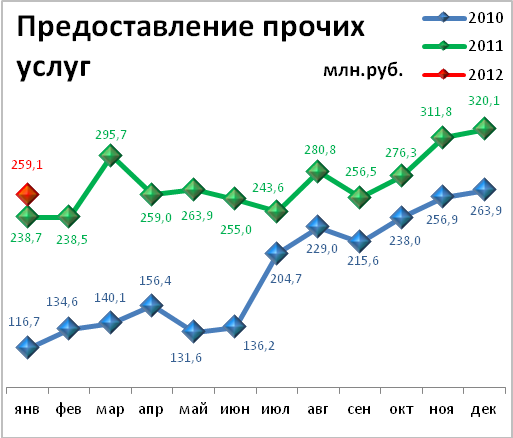 Предоставление прочих
услуг
млн.руб.
2010
2011
2012
259,1
238,7 238,5 295,7 259,0 263,9 255,0 243,6 280,8 256,5 276,3 311,8 320,1
116,7 134,6 140,1 156,4 131,6 136,2 204,7 229,0 215,6 238,0 256,9 263,9
янв фев мар апр май июн июл авг сен окт ноя дек